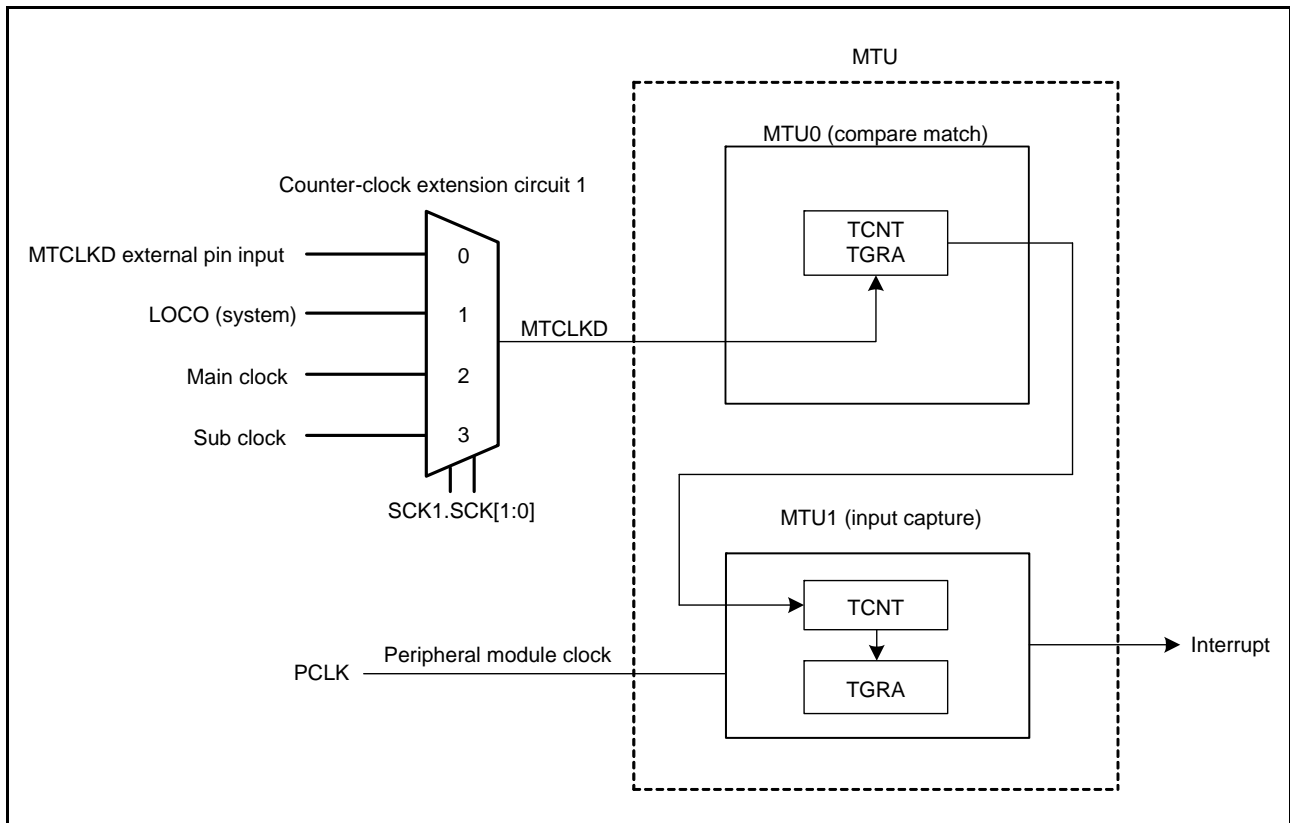 MTU
MTU0 (compare match)
Counter-clock extension circuit 1
MTCLKD external pin input
0
TCNT
TGRA
LOCO (system)
1
MTCLKD
Main clock
2
Sub clock
3
SCK1.SCK[1:0]
MTU1 (input capture)
TCNT
Peripheral module clock
PCLK
TGRA
Interrupt